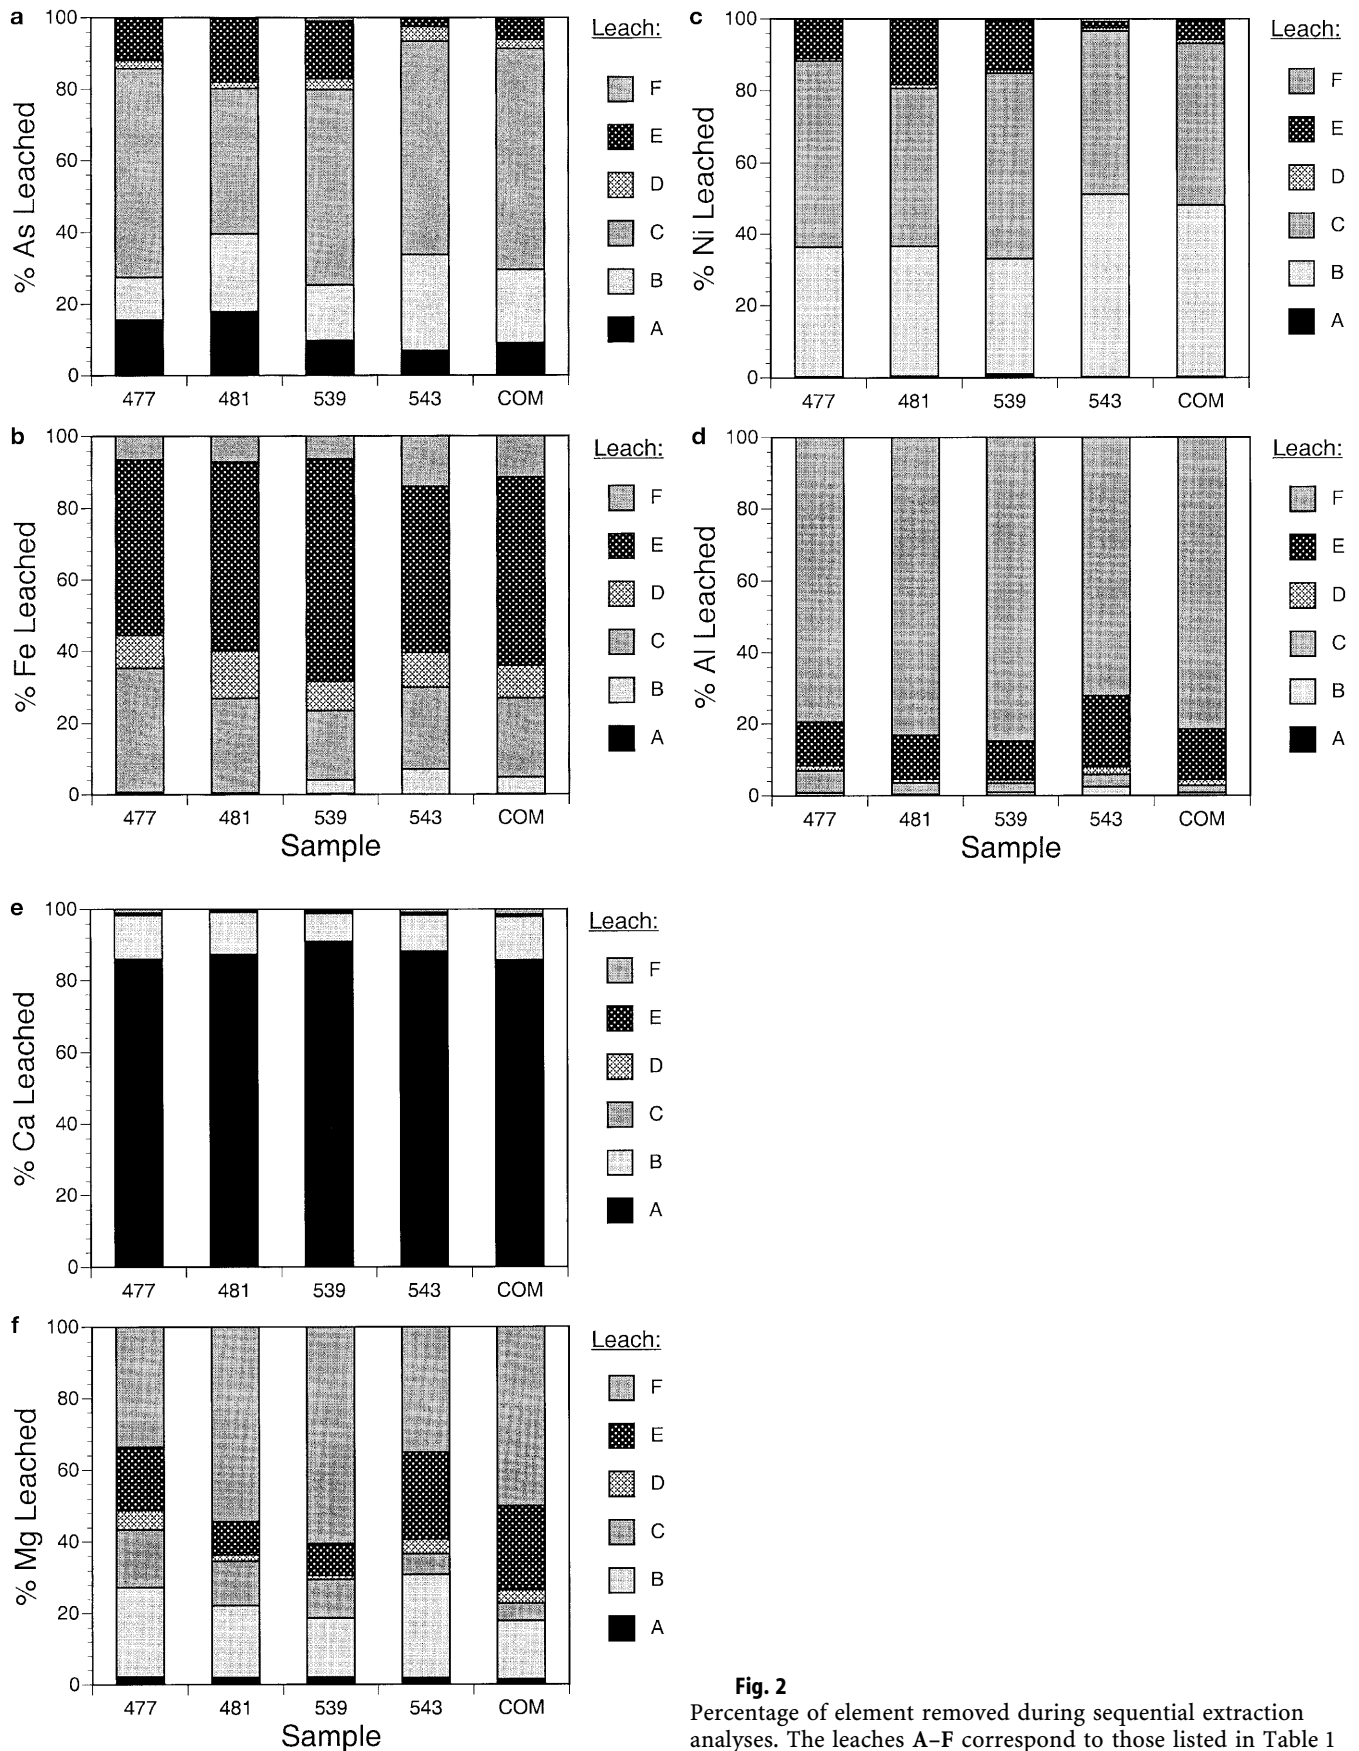 a
% As Leached
100
80
60
40
20
0
477 481 539 543 COM
Leach:
F
E
D
C
B
A
c
% Ni Leached
100
80
60
40
20
0
477 481 539 543 COM
Leach:
F
E
D
C
B
A
b
% Fe Leached
100
80
60
40
20
0
477 481 539 543 COM
Sample
Leach:
F
E
D
C
B
A
d
% Al Leached
100
80
60
40
20
0
477 481 539 543 COM
Sample
Leach:
F
E
D
C
B
A
e
% Ca Leached
100
80
60
40
20
0
477 481 539 543 COM
Leach:
F
E
D
C
B
A
f
% Mg Leached
100
80
60
40
20
0
477 481 539 543 COM
Leach:
F
E
D
C
B
A
Fig. 2
Percentage of element removed during sequential extraction
analyses. The leaches A–F correspond to those listed in Table 1